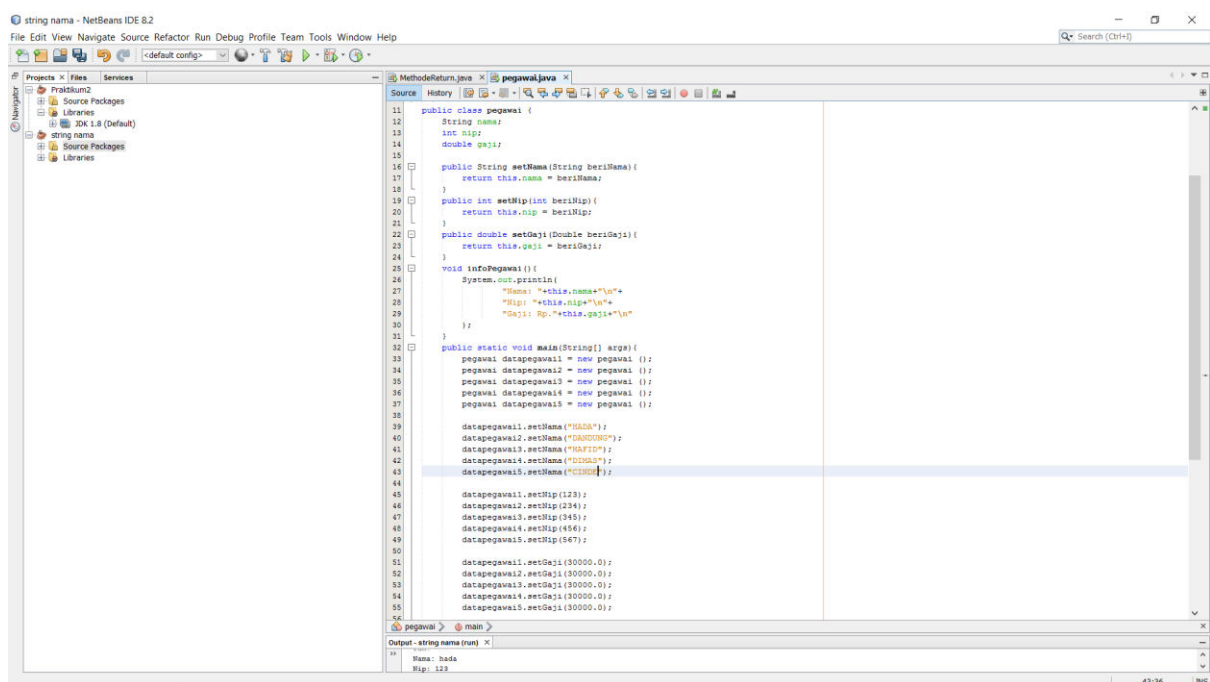 string nama - NetBeans IDE 8.2
File Edit View Navigate Source Refactor Run Debug Profile Team Tools Window Help
Search (Ctrl+I)
<default config>
Projects Files Services
Navigator
Praktikum2
Source Packages
Libraries
JDK 1.8 (Default)
string nama
Source Packages
Libraries
MethodeReturn.java pegawai.java
Source History
11 public class pegawai {
12 String nama;
13 int nip;
14 double gaji;
15
16 public String setNama(String beriNama){
17 return this.nama = beriNama;
18 }
19 public int setNip(int beriNip){
20 return this.nip = beriNip;
21 }
22 public double setGaji(Double beriGaji){
23 return this.gaji = beriGaji;
24 }
25 void infoPegawai(){
26 System.out.println(
27 "Nama: "+this.nama+"\n"+
28 "Nip: "+this.nip+"\n"+
29 "Gaji: Rp."+this.gaji+"\n"
30 );
31 }
32 public static void main(String[] args){
33 pegawai datapegawai1 = new pegawai ();
34 pegawai datapegawai2 = new pegawai ();
35 pegawai datapegawai3 = new pegawai ();
36 pegawai datapegawai4 = new pegawai ();
37 pegawai datapegawai5 = new pegawai ();
38
39 datapegawai1.setNama("HADA");
40 datapegawai2.setNama("DANDUNG");
41 datapegawai3.setNama("HAFID");
42 datapegawai4.setNama("DIMAS");
43 datapegawai5.setNama("CINDE");
44
45 datapegawai1.setNip(123);
46 datapegawai2.setNip(234);
47 datapegawai3.setNip(345);
48 datapegawai4.setNip(456);
49 datapegawai5.setNip(567);
50
51 datapegawai1.setGaji(30000.0);
52 datapegawai2.setGaji(30000.0);
53 datapegawai3.setGaji(30000.0);
54 datapegawai4.setGaji(30000.0);
55 datapegawai5.setGaji(30000.0);
56
pegawai main
Output - string nama (run)
Nama: hada
Nip: 123
43:36 INS